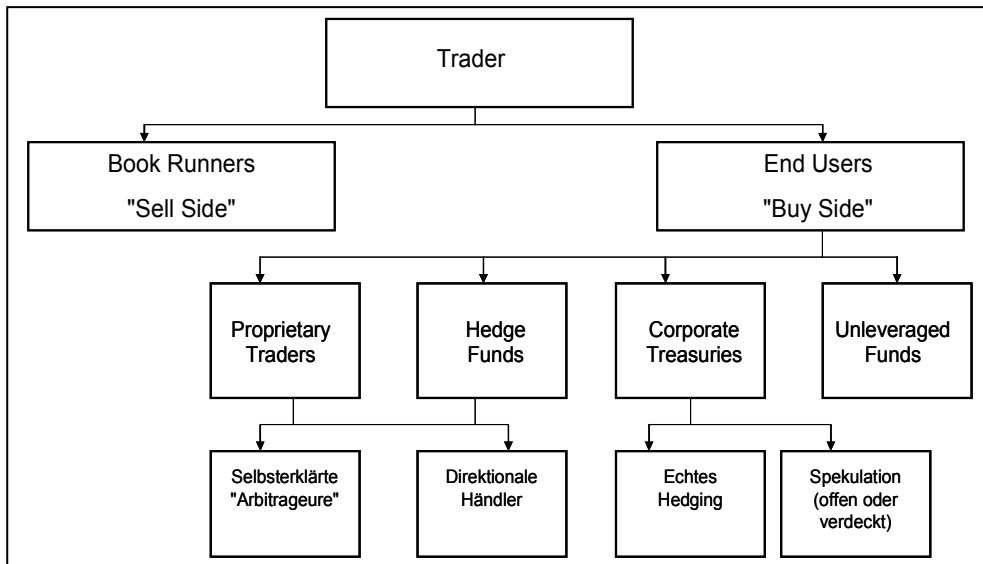 Trader
Book Runners
"Sell Side"
End Users
"Buy Side"
Proprietary
Traders
Hedge
Funds
Corporate
Treasuries
Unleveraged
Funds
Selbsterklärte
"Arbitrageure"
Direktionale
Händler
Echtes
Hedging
Spekulation
(offen oder
verdeckt)